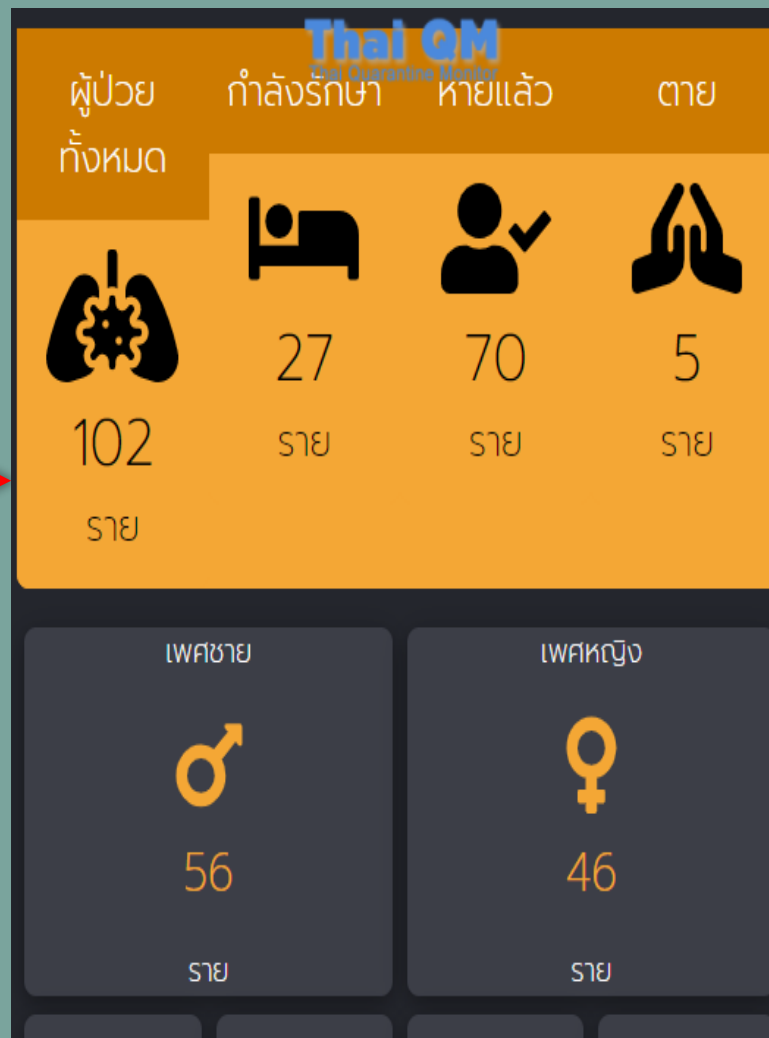 Thai QM
Thai Quarantine Monitor
ผู้ป่วย
ทั้งหมด
กำลังรักษา
หายแล้ว
ตาย
102
ราย
27
ราย
70
ราย
5
ราย
เพศชาย
56
ราย
เพศหญิง
46
ราย